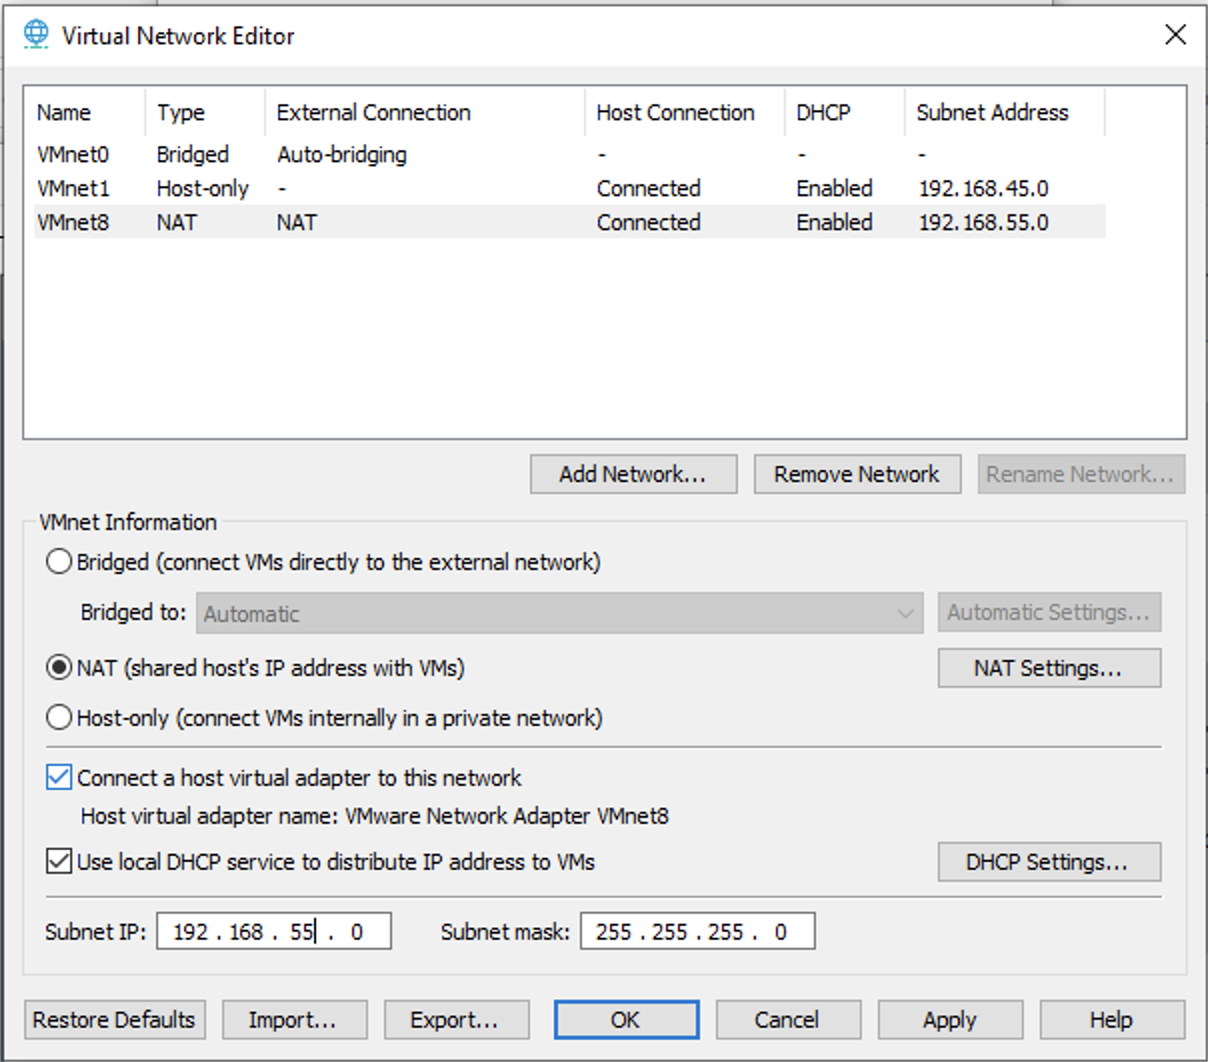 Virtual Network Editor
Name Type External Connection Host Connection DHCP Subnet Address
VMnet0 Bridged Auto-bridging - - -
VMnet1 Host-only - Connected Enabled 192.168.45.0
VMnet8 NAT NAT Connected Enabled 192.168.55.0
Add Network... Remove Network Rename Network...
VMnet Information
Bridged (connect VMs directly to the external network)
Bridged to: Automatic Automatic Settings...
NAT (shared host's IP address with VMs) NAT Settings...
Host-only (connect VMs internally in a private network)
Connect a host virtual adapter to this network
Host virtual adapter name: VMware Network Adapter VMnet8
Use local DHCP service to distribute IP address to VMs DHCP Settings...
Subnet IP: 192 . 168 . 55 . 0 Subnet mask: 255 . 255 . 255 . 0
Restore Defaults Import... Export... OK Cancel Apply Help